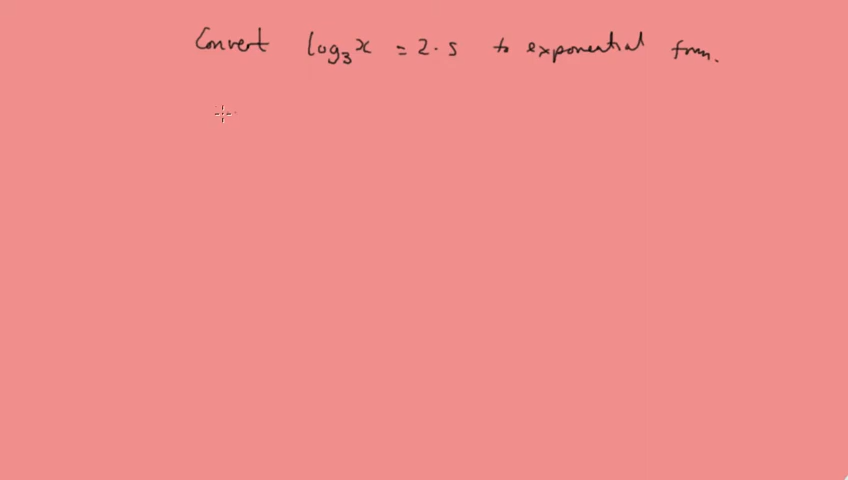 Convert log₃x = 2·5 to exponential form.